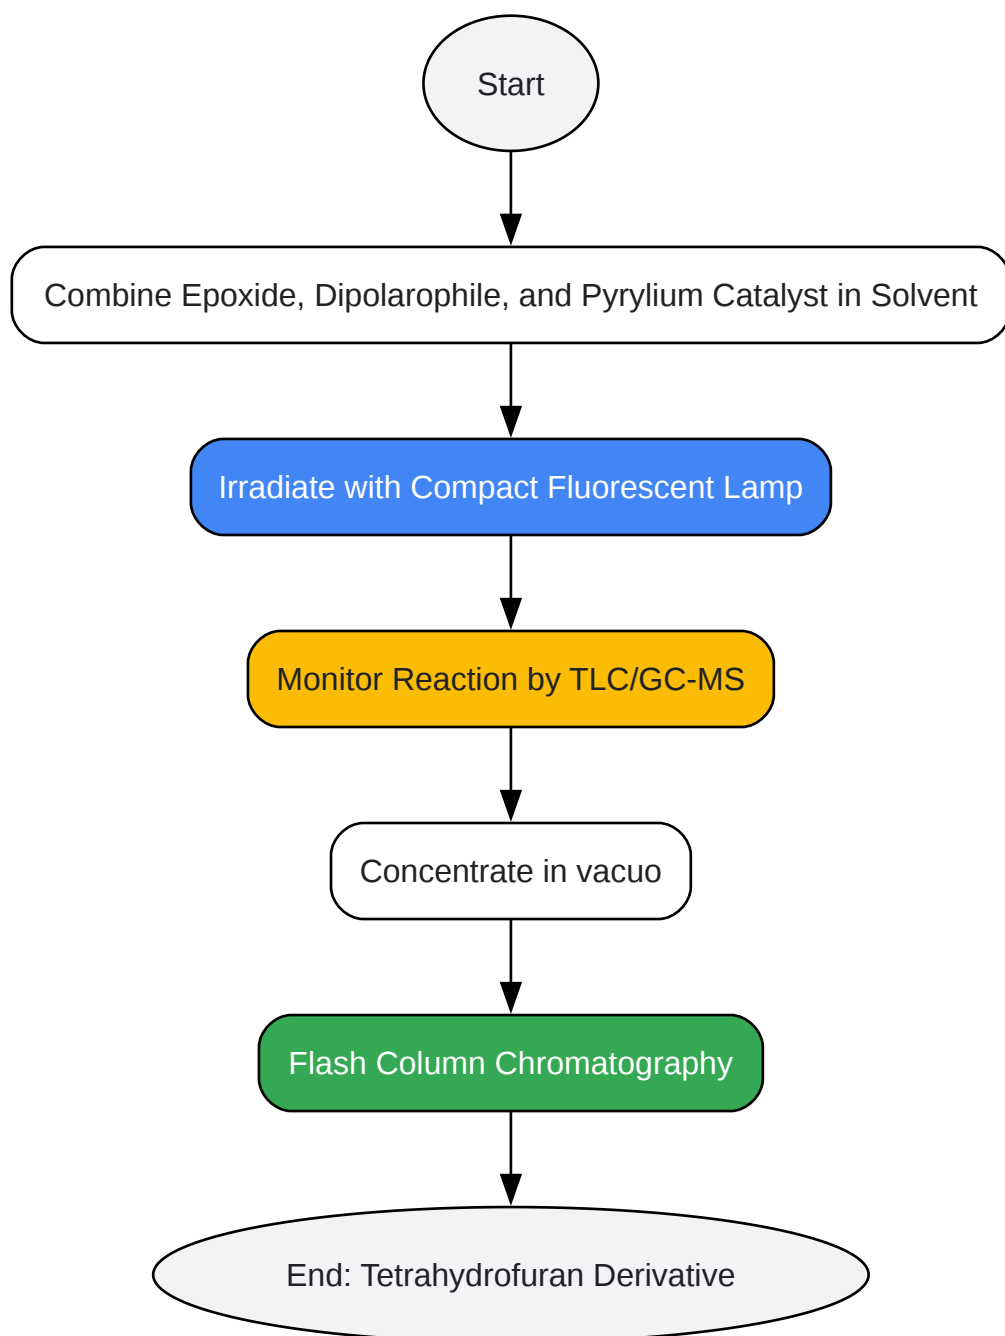 Start
Combine Epoxide, Dipolarophile, and Pyrylium Catalyst in Solvent
Irradiate with Compact Fluorescent Lamp
Monitor Reaction by TLC/GC-MS
Concentrate in vacuo
Flash Column Chromatography
End: Tetrahydrofuran Derivative